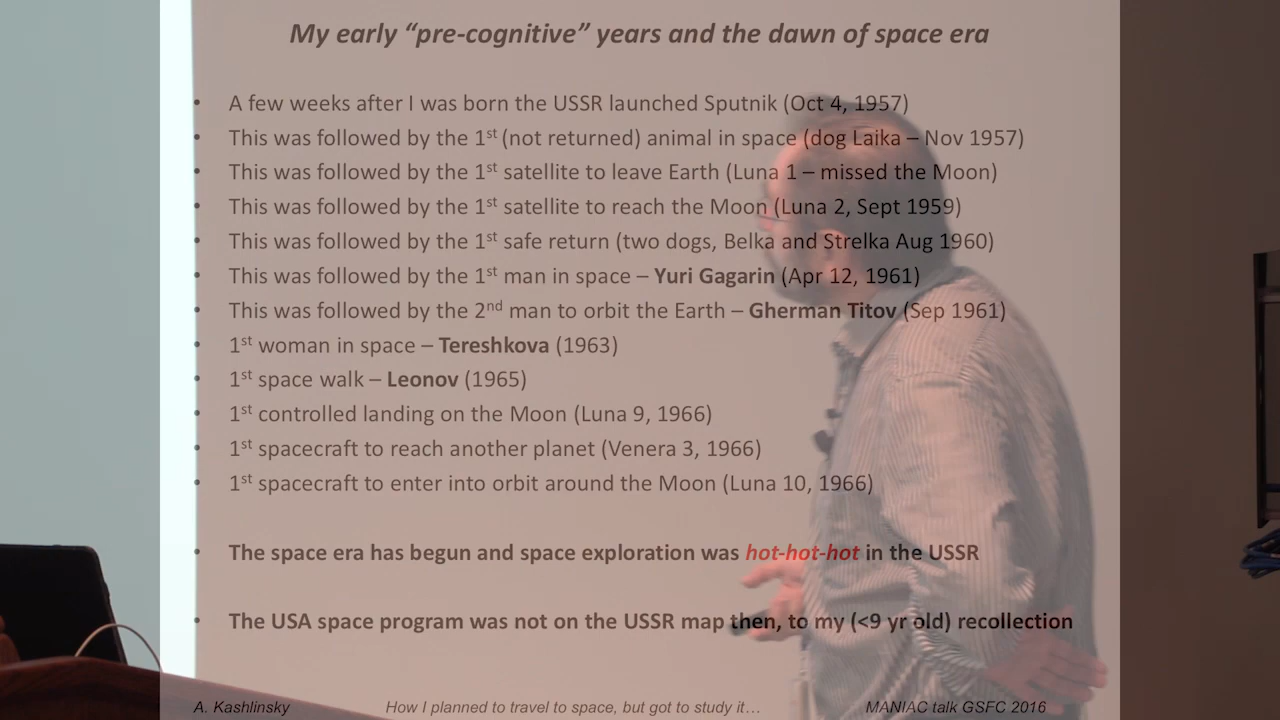 My early “pre-cognitive” years and the dawn of space era
• A few weeks after I was born the USSR launched Sputnik (Oct 4, 1957)
• This was followed by the 1st (not returned) animal in space (dog Laika – Nov 1957)
• This was followed by the 1st satellite to leave Earth (Luna 1 – missed the Moon)
• This was followed by the 1st satellite to reach the Moon (Luna 2, Sept 1959)
• This was followed by the 1st safe return (two dogs, Belka and Strelka Aug 1960)
• This was followed by the 1st man in space – Yuri Gagarin (Apr 12, 1961)
• This was followed by the 2nd man to orbit the Earth – Gherman Titov (Sep 1961)
• 1st woman in space – Tereshkova (1963)
• 1st space walk – Leonov (1965)
• 1st controlled landing on the Moon (Luna 9, 1966)
• 1st spacecraft to reach another planet (Venera 3, 1966)
• 1st spacecraft to enter into orbit around the Moon (Luna 10, 1966)
• The space era has begun and space exploration was hot-hot-hot in the USSR
• The USA space program was not on the USSR map then, to my (<9 yr old) recollection
A. Kashlinsky How I planned to travel to space, but got to study it… MANIAC talk GSFC 2016